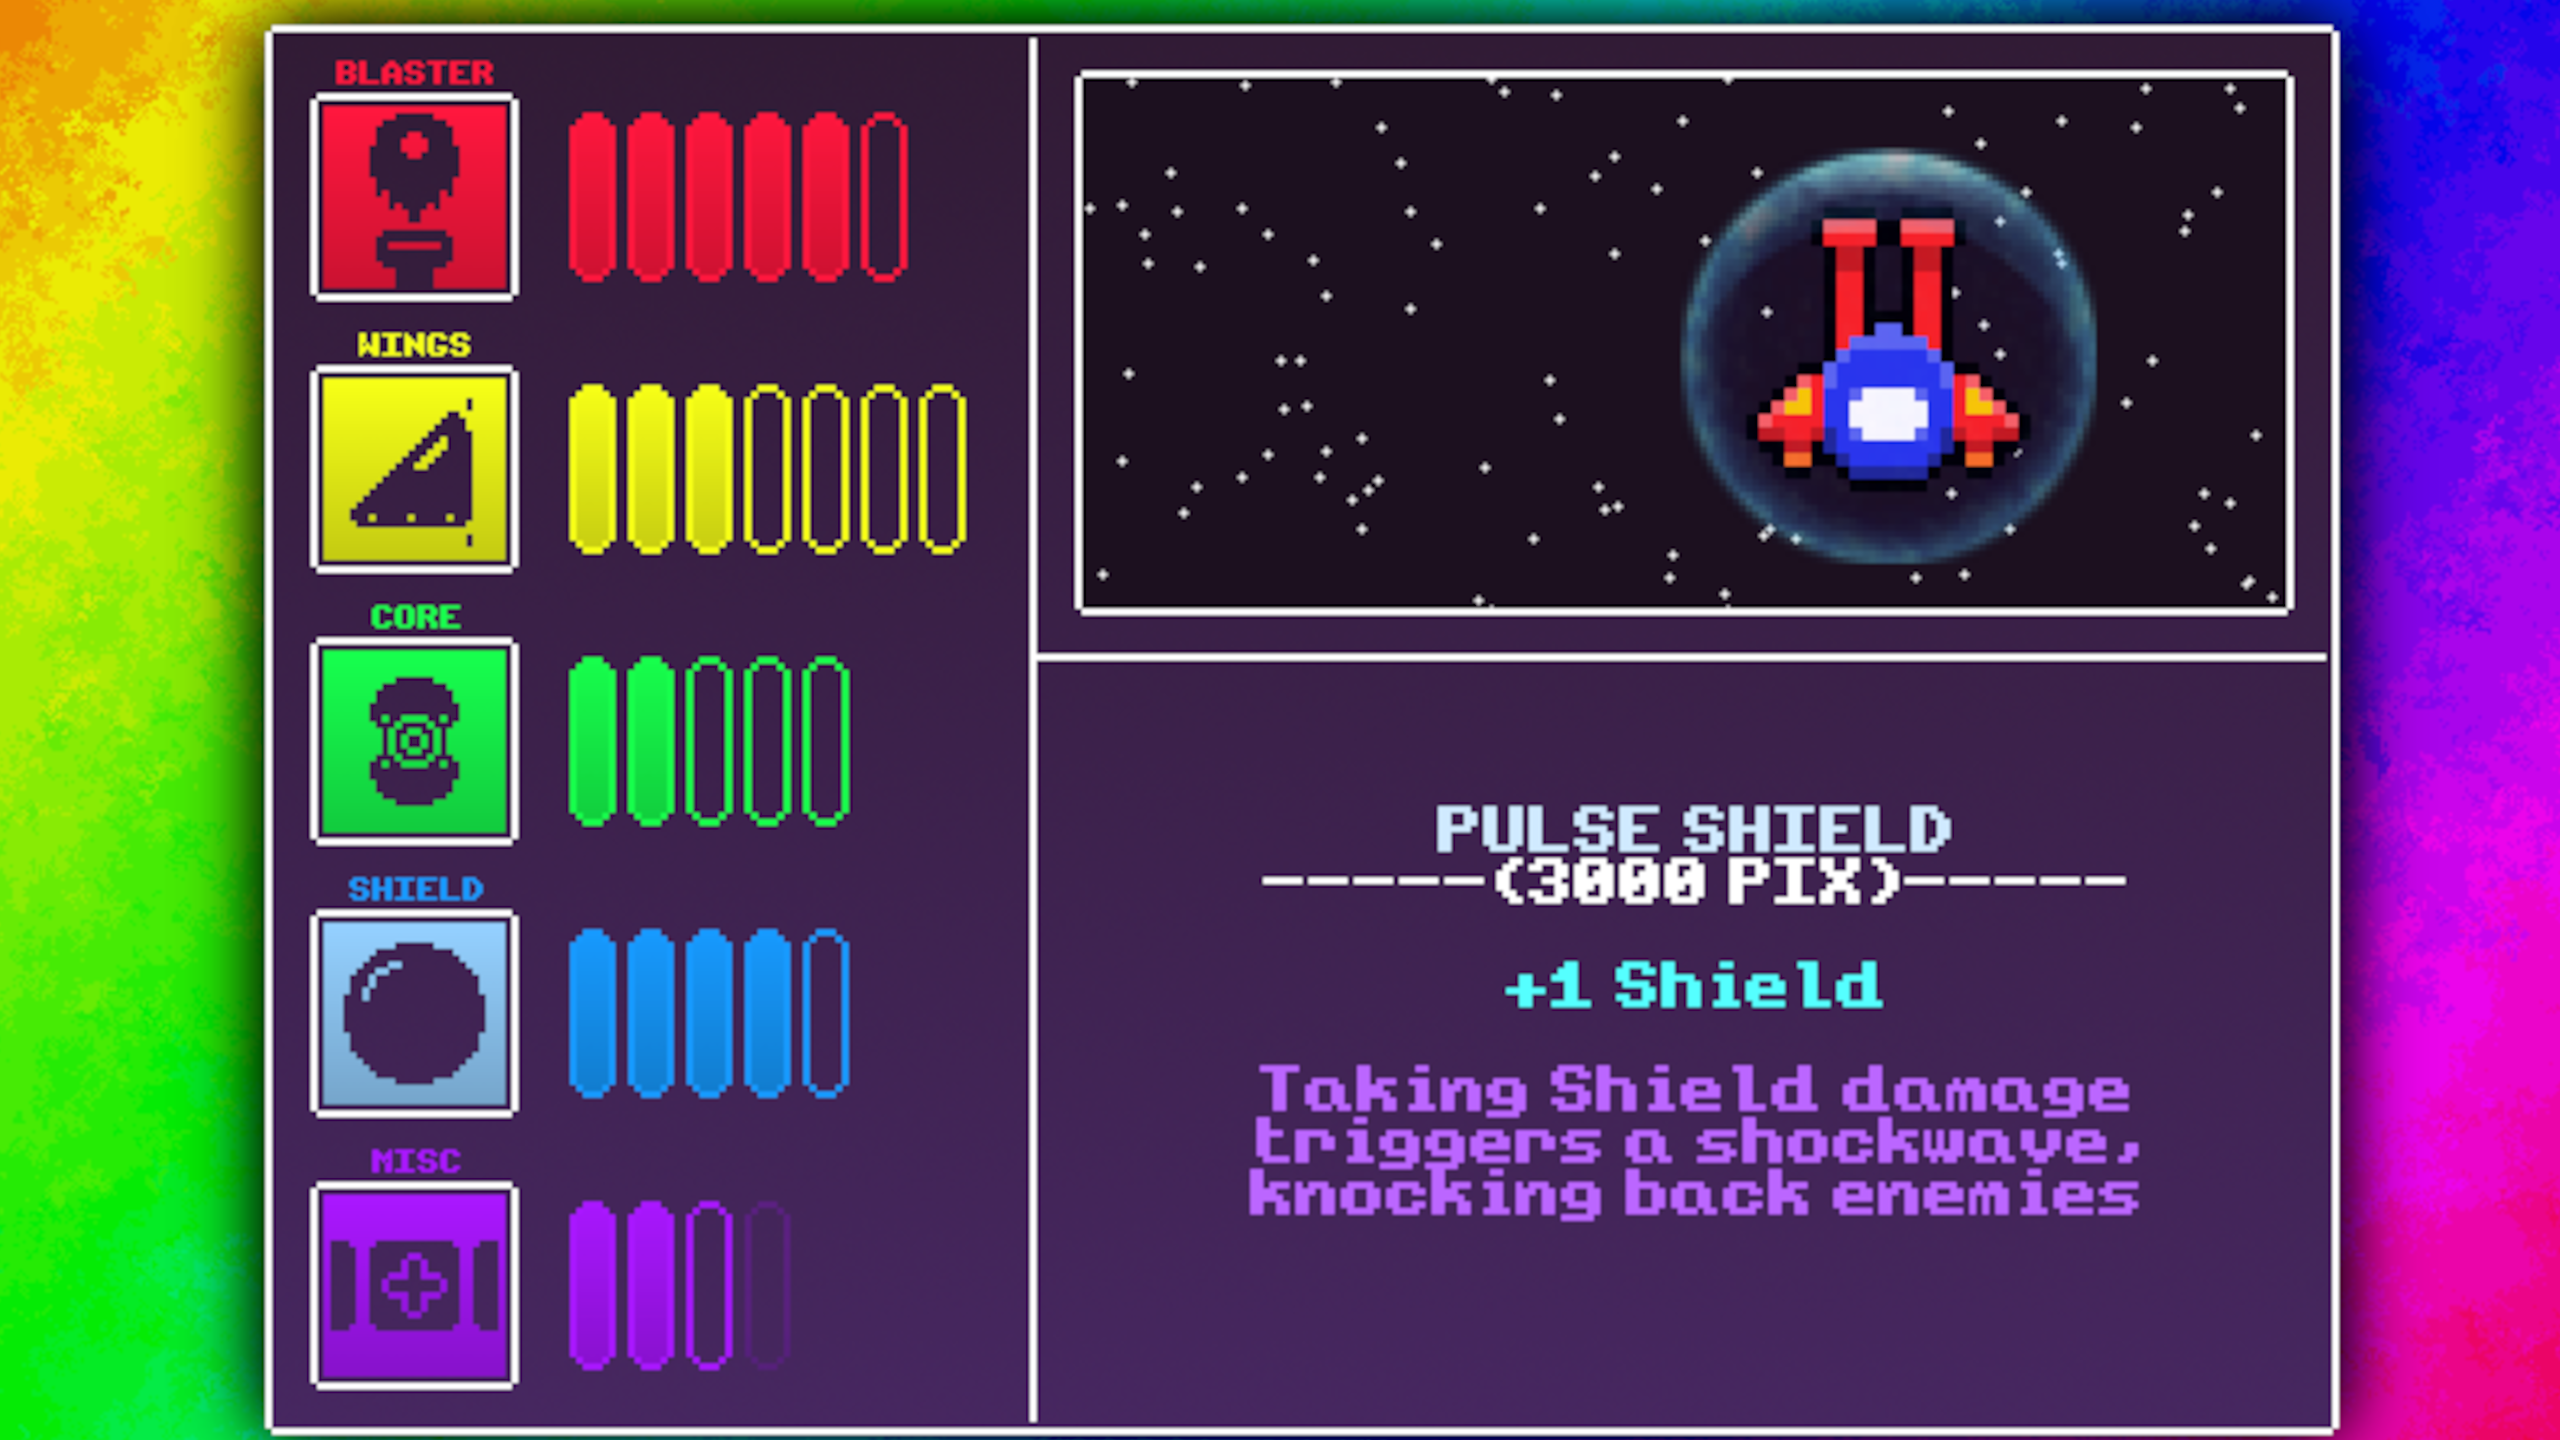 BLASTER
WINGS
CORE
SHIELD
MISC
PULSE SHIELD
-----(3000 PIX)-----
+1 Shield
Taking Shield damage
triggers a shockwave,
knocking back enemies